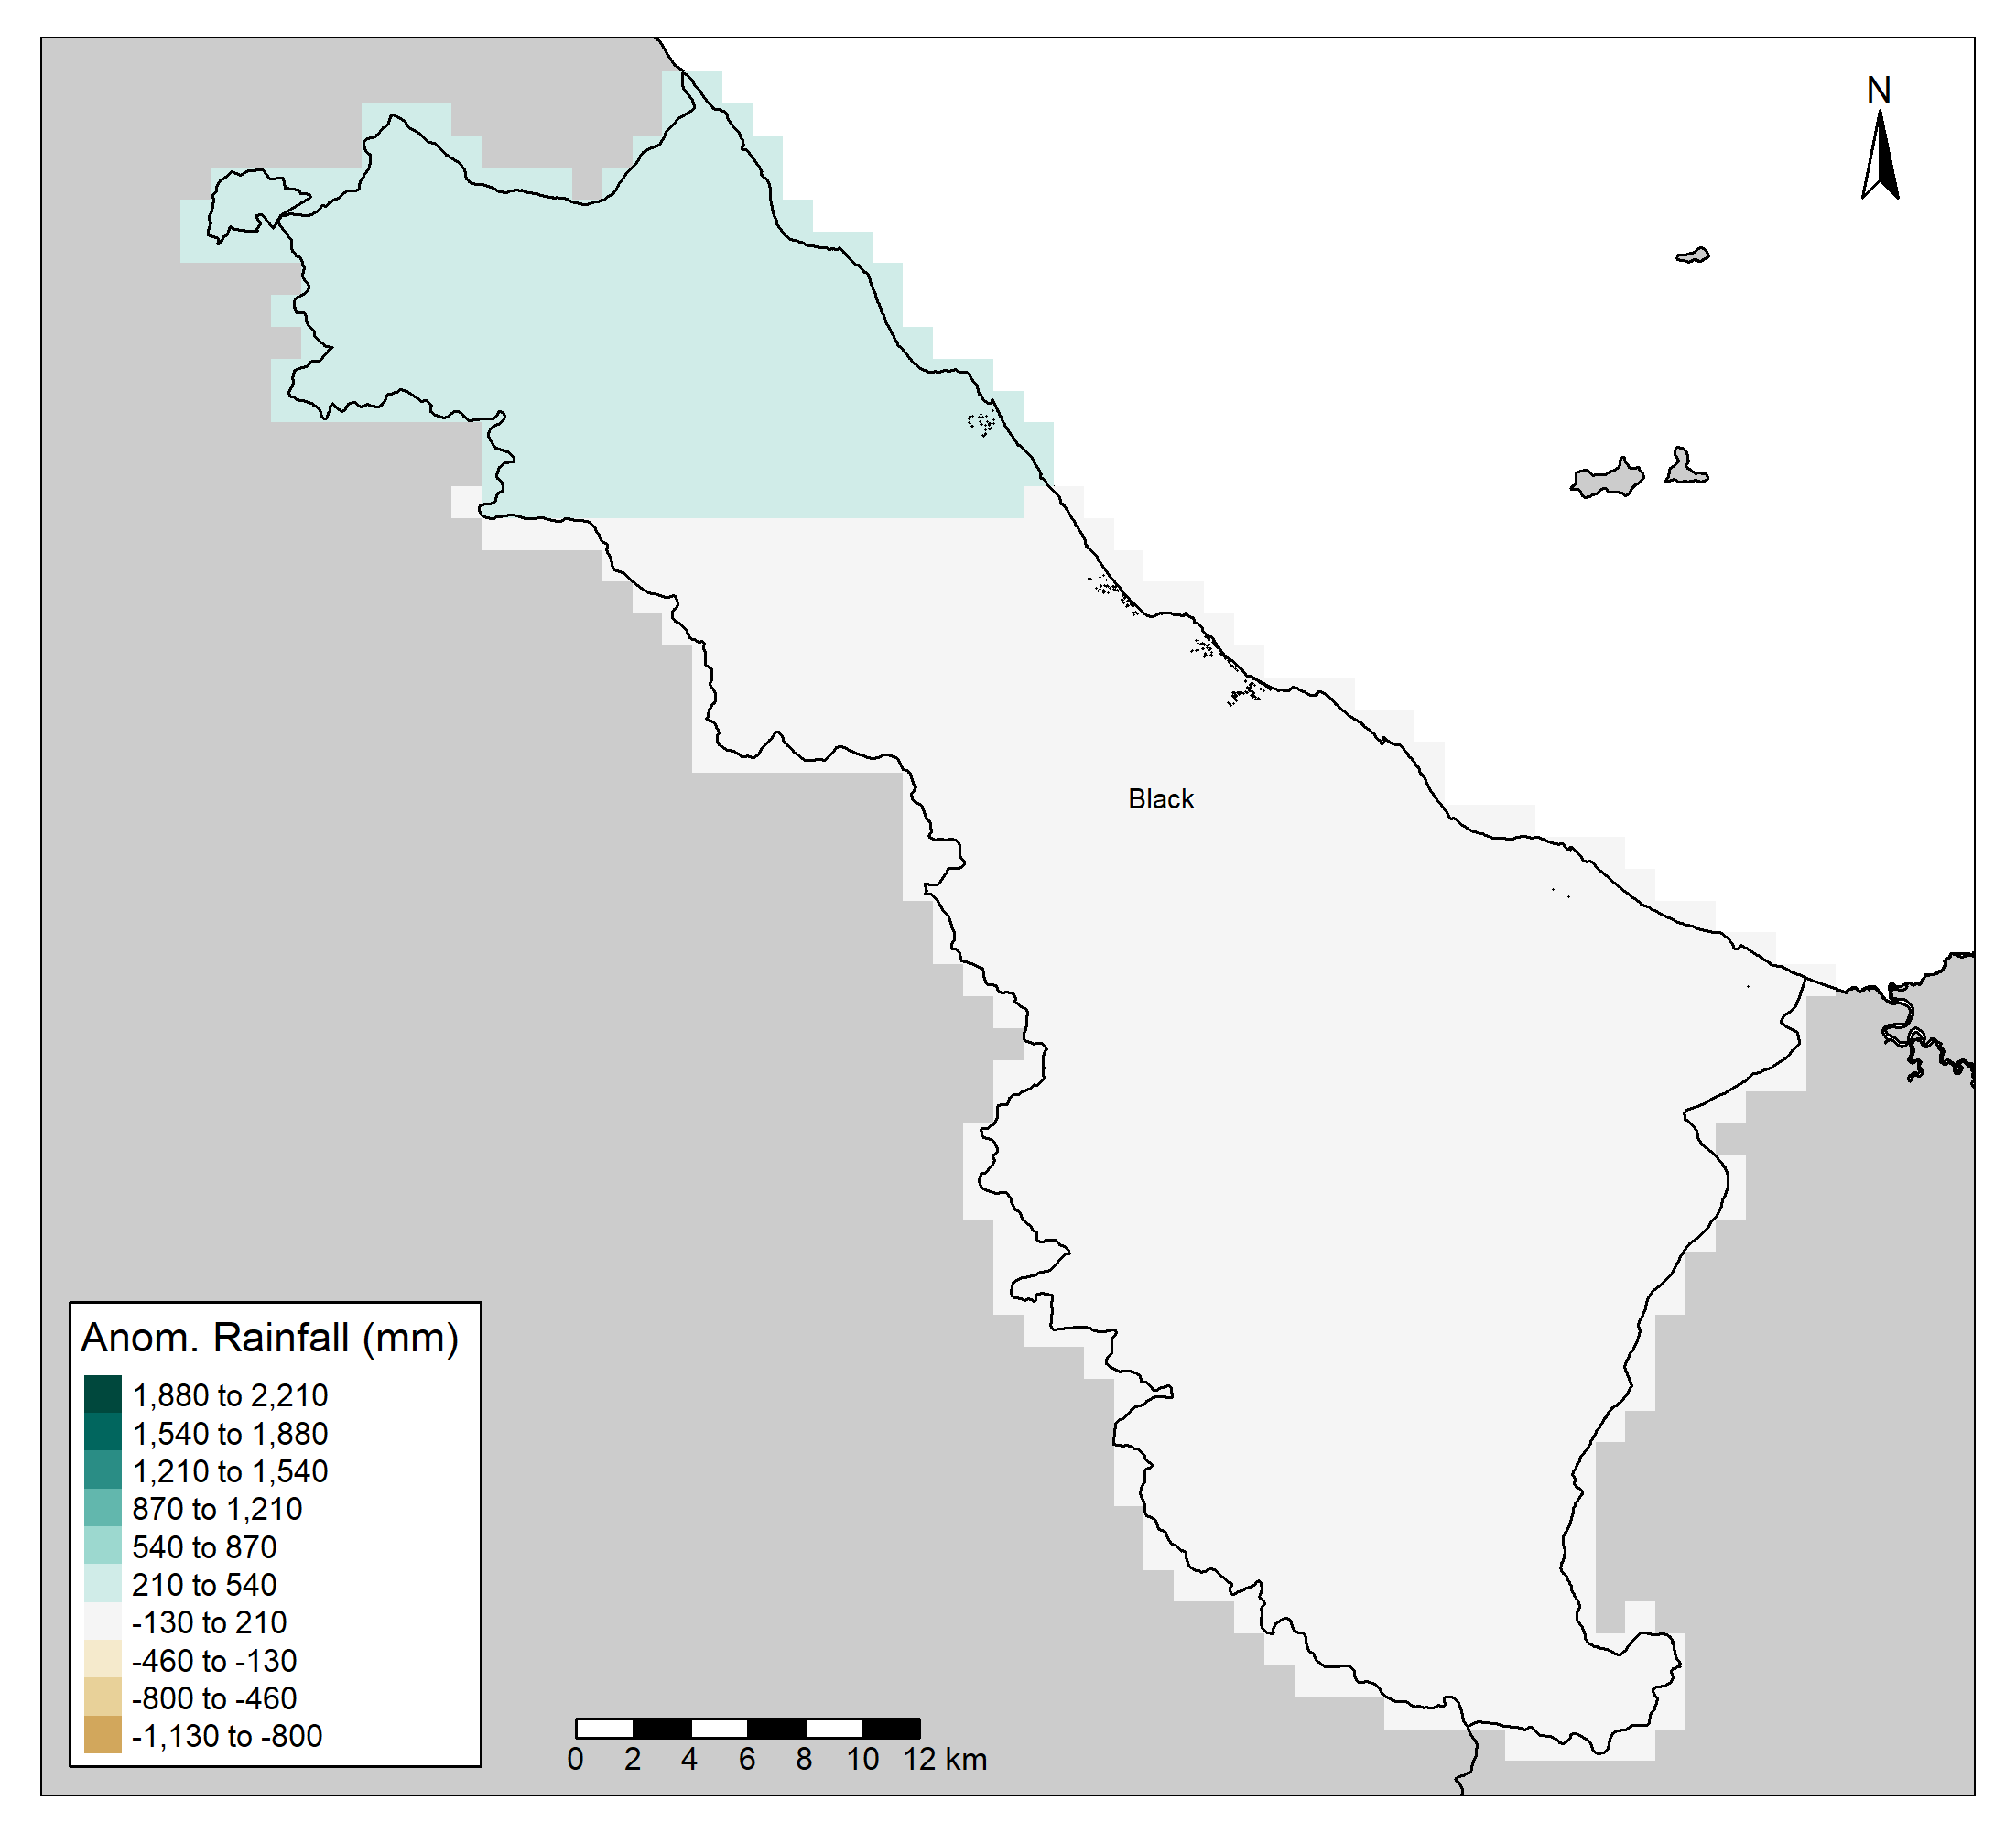 N
Black
Anom. Rainfall (mm)
1,880 to 2,210
1,540 to 1,880
1,210 to 1,540
870 to 1,210
540 to 870
210 to 540
-130 to 210
-460 to -130
-800 to -460
-1,130 to -800
0 2 4 6 8 10 12 km